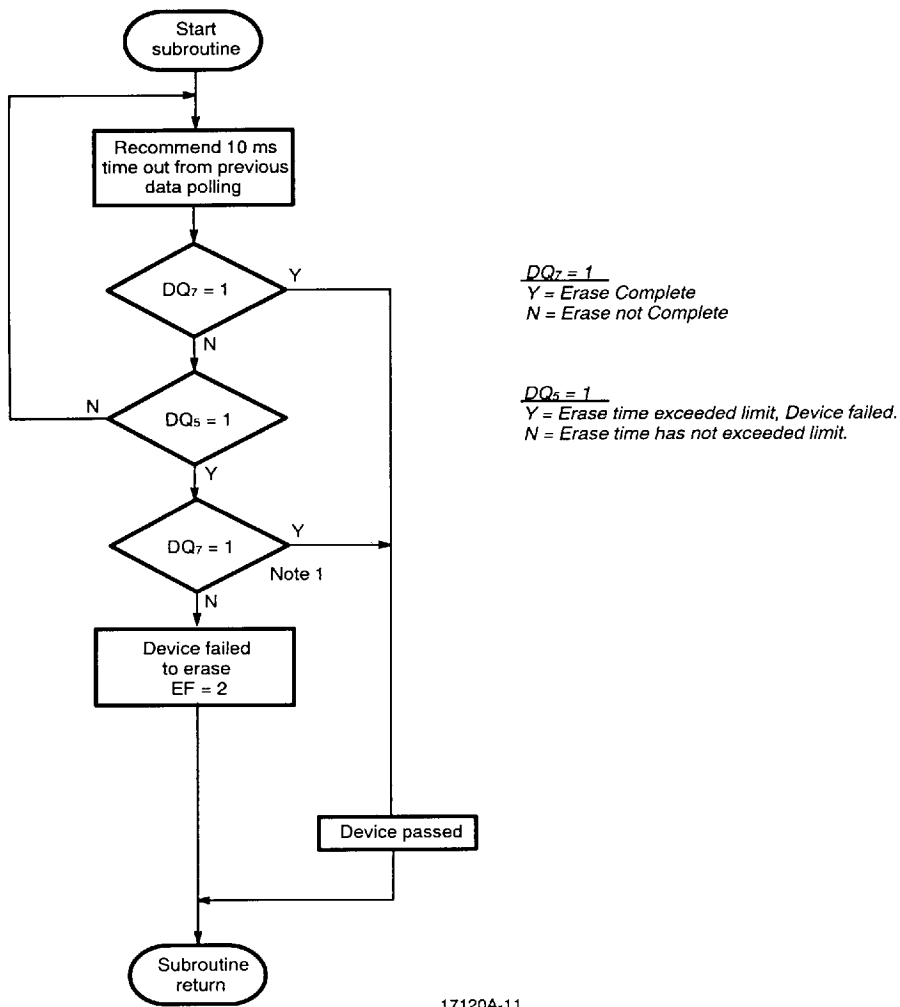 Start
subroutine
Recommend 10 ms
time out from previous
data polling
DQ7 = 1
Y
N
DQ5 = 1
N
Y
DQ7 = 1
Y
Note 1
N
Device failed
to erase
EF = 2
Device passed
Subroutine
return
DQ7 = 1
Y = Erase Complete
N = Erase not Complete
DQ5 = 1
Y = Erase time exceeded limit, Device failed.
N = Erase time has not exceeded limit.
17120A-11